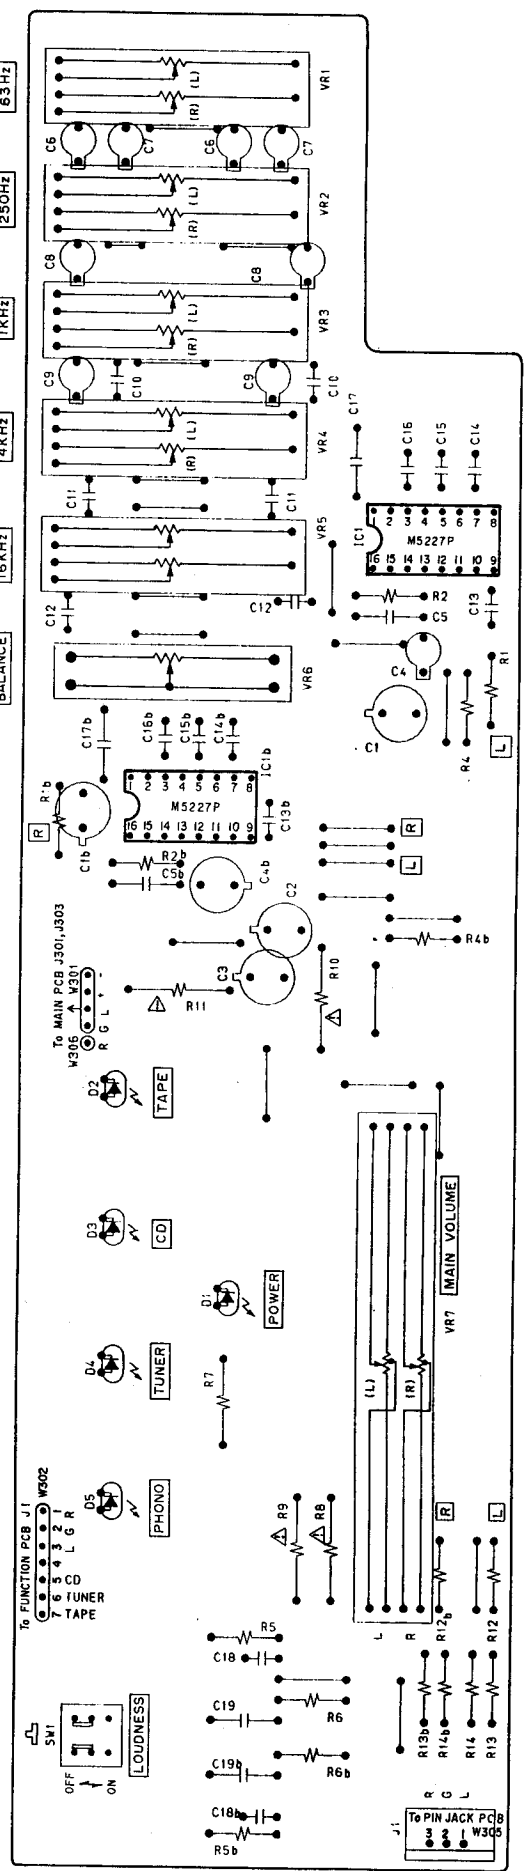 63Hz
250Hz
1KHz
4KHz
16KHz
BALANCE
(L)
(R)
VR1
C6
C7
C6
C7
(L)
(R)
VR2
C8
C8
(L)
(R)
VR3
C9
C10
C9
C10
(L)
(R)
VR4
C11
C11
VR5
C12
C12
VR6
C17
C16
C15
C14
IC1
1 2 3 4 5 6 7 8
M5227P
16 15 14 13 12 11 10 9
R2
C5
C13
C4
C1
R4
R1
L
C17b
C16b
C15b
C14b
IC1b
1 2 3 4 5 6 7 8
M5227P
16 15 14 13 12 11 10 9
R1b
R
C1b
R2b
C5b
C13b
C4b
C2
C3
R
L
R4b
R10
R11
To MAIN PCB J301,J303
W306 W301
R G L + -
D2
TAPE
D3
CD
D1
POWER
D4
TUNER
R7
D5
PHONO
MAIN VOLUME
VR7
(L)
(R)
L
R
To FUNCTION PCB J1
W302
1 R
2 G
3 L
4
5 CD
6 TUNER
7 TAPE
R9
R8
R
L
R12b
R12
R5
C18
C19
R6
C19b
R6b
C18b
R5b
R13b
R14b
R14
R13
SW1
OFF
ON
LOUDNESS
J1
R G L
To PIN JACK PCB
3 2 1 W305